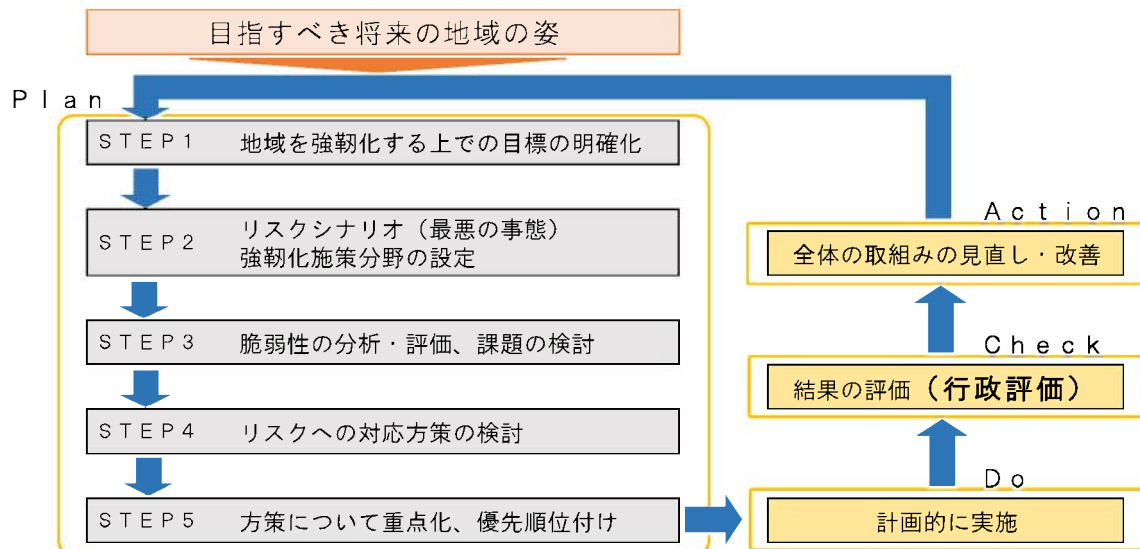 目指すべき将来の地域の姿
Plan
STEP1 地域を強靭化する上での目標の明確化
STEP2 リスクシナリオ（最悪の事態）
強靭化施策分野の設定
STEP3 脆弱性の分析・評価、課題の検討
STEP4 リスクへの対応方策の検討
STEP5 方策について重点化、優先順位付け
Action
全体の取組みの見直し・改善
Check
結果の評価（行政評価）
Do
計画的に実施